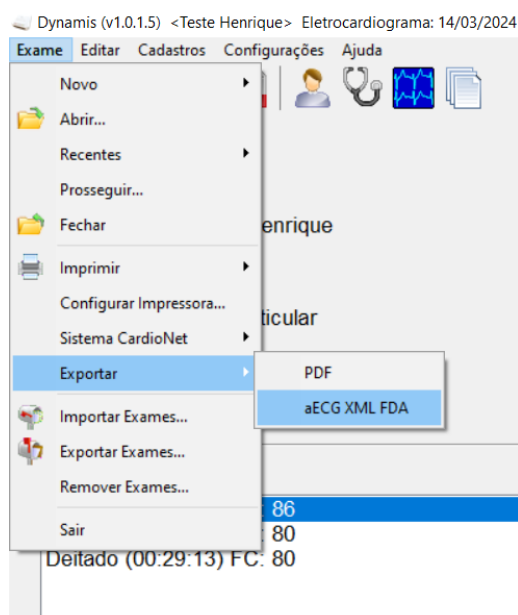 Dynamis (v1.0.1.5) <Teste Henrique> Eletrocardiograma: 14/03/2024
Exame Editar Cadastros Configurações Ajuda
Novo
Abrir...
Recentes
Prosseguir...
Fechar
enrique
Imprimir
Configurar Impressora...
ticular
Sistema CardioNet
Exportar
PDF
aECG XML FDA
Importar Exames...
Exportar Exames...
Remover Exames...
: 86
Sair
: 80
Deitado (00:29:13) FC: 80